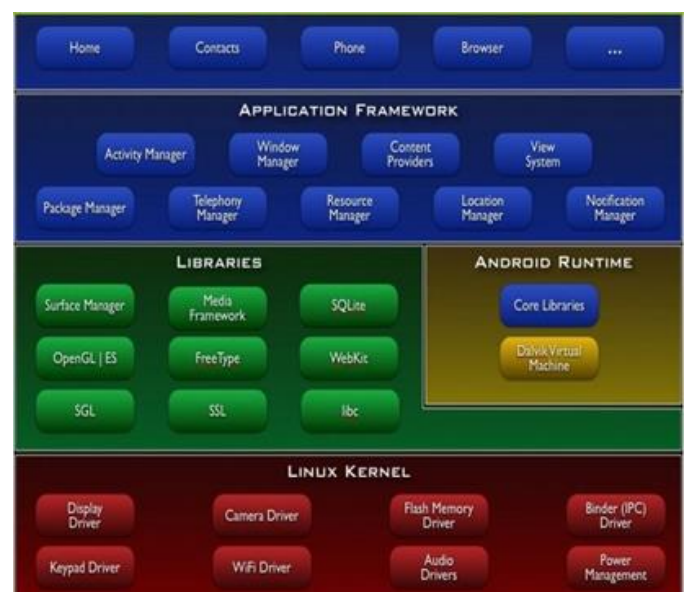 Home
Contacts
Phone
Browser
...
APPLICATION FRAMEWORK
Activity Manager
Window
Manager
Content
Providers
View
System
Package Manager
Telephony
Manager
Resource
Manager
Location
Manager
Notification
Manager
LIBRARIES
Surface Manager
Media
Framework
SQLite
OpenGL | ES
FreeType
WebKit
SGL
SSL
libc
ANDROID RUNTIME
Core Libraries
Dalvik Virtual
Machine
LINUX KERNEL
Display
Driver
Camera Driver
Flash Memory
Driver
Binder (IPC)
Driver
Keypad Driver
WiFi Driver
Audio
Drivers
Power
Management